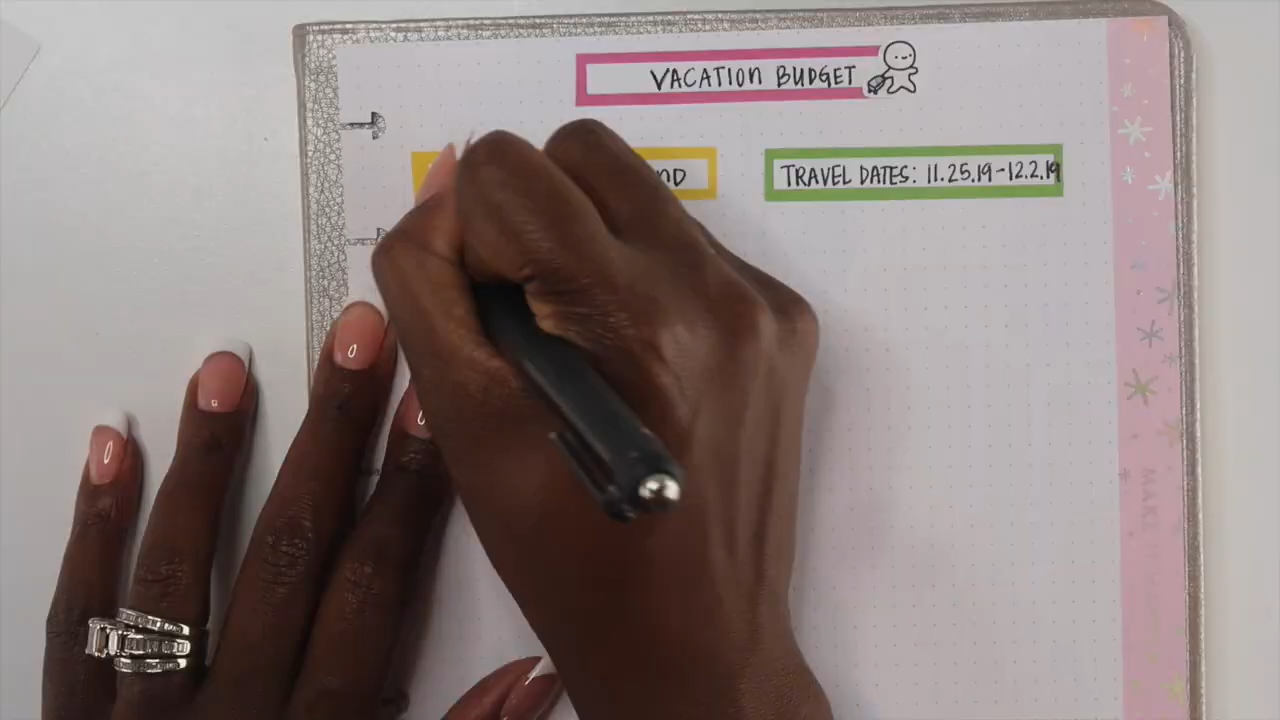 VACATION BUDGET
TRAVEL DATES: 11.25.19-12.2.19